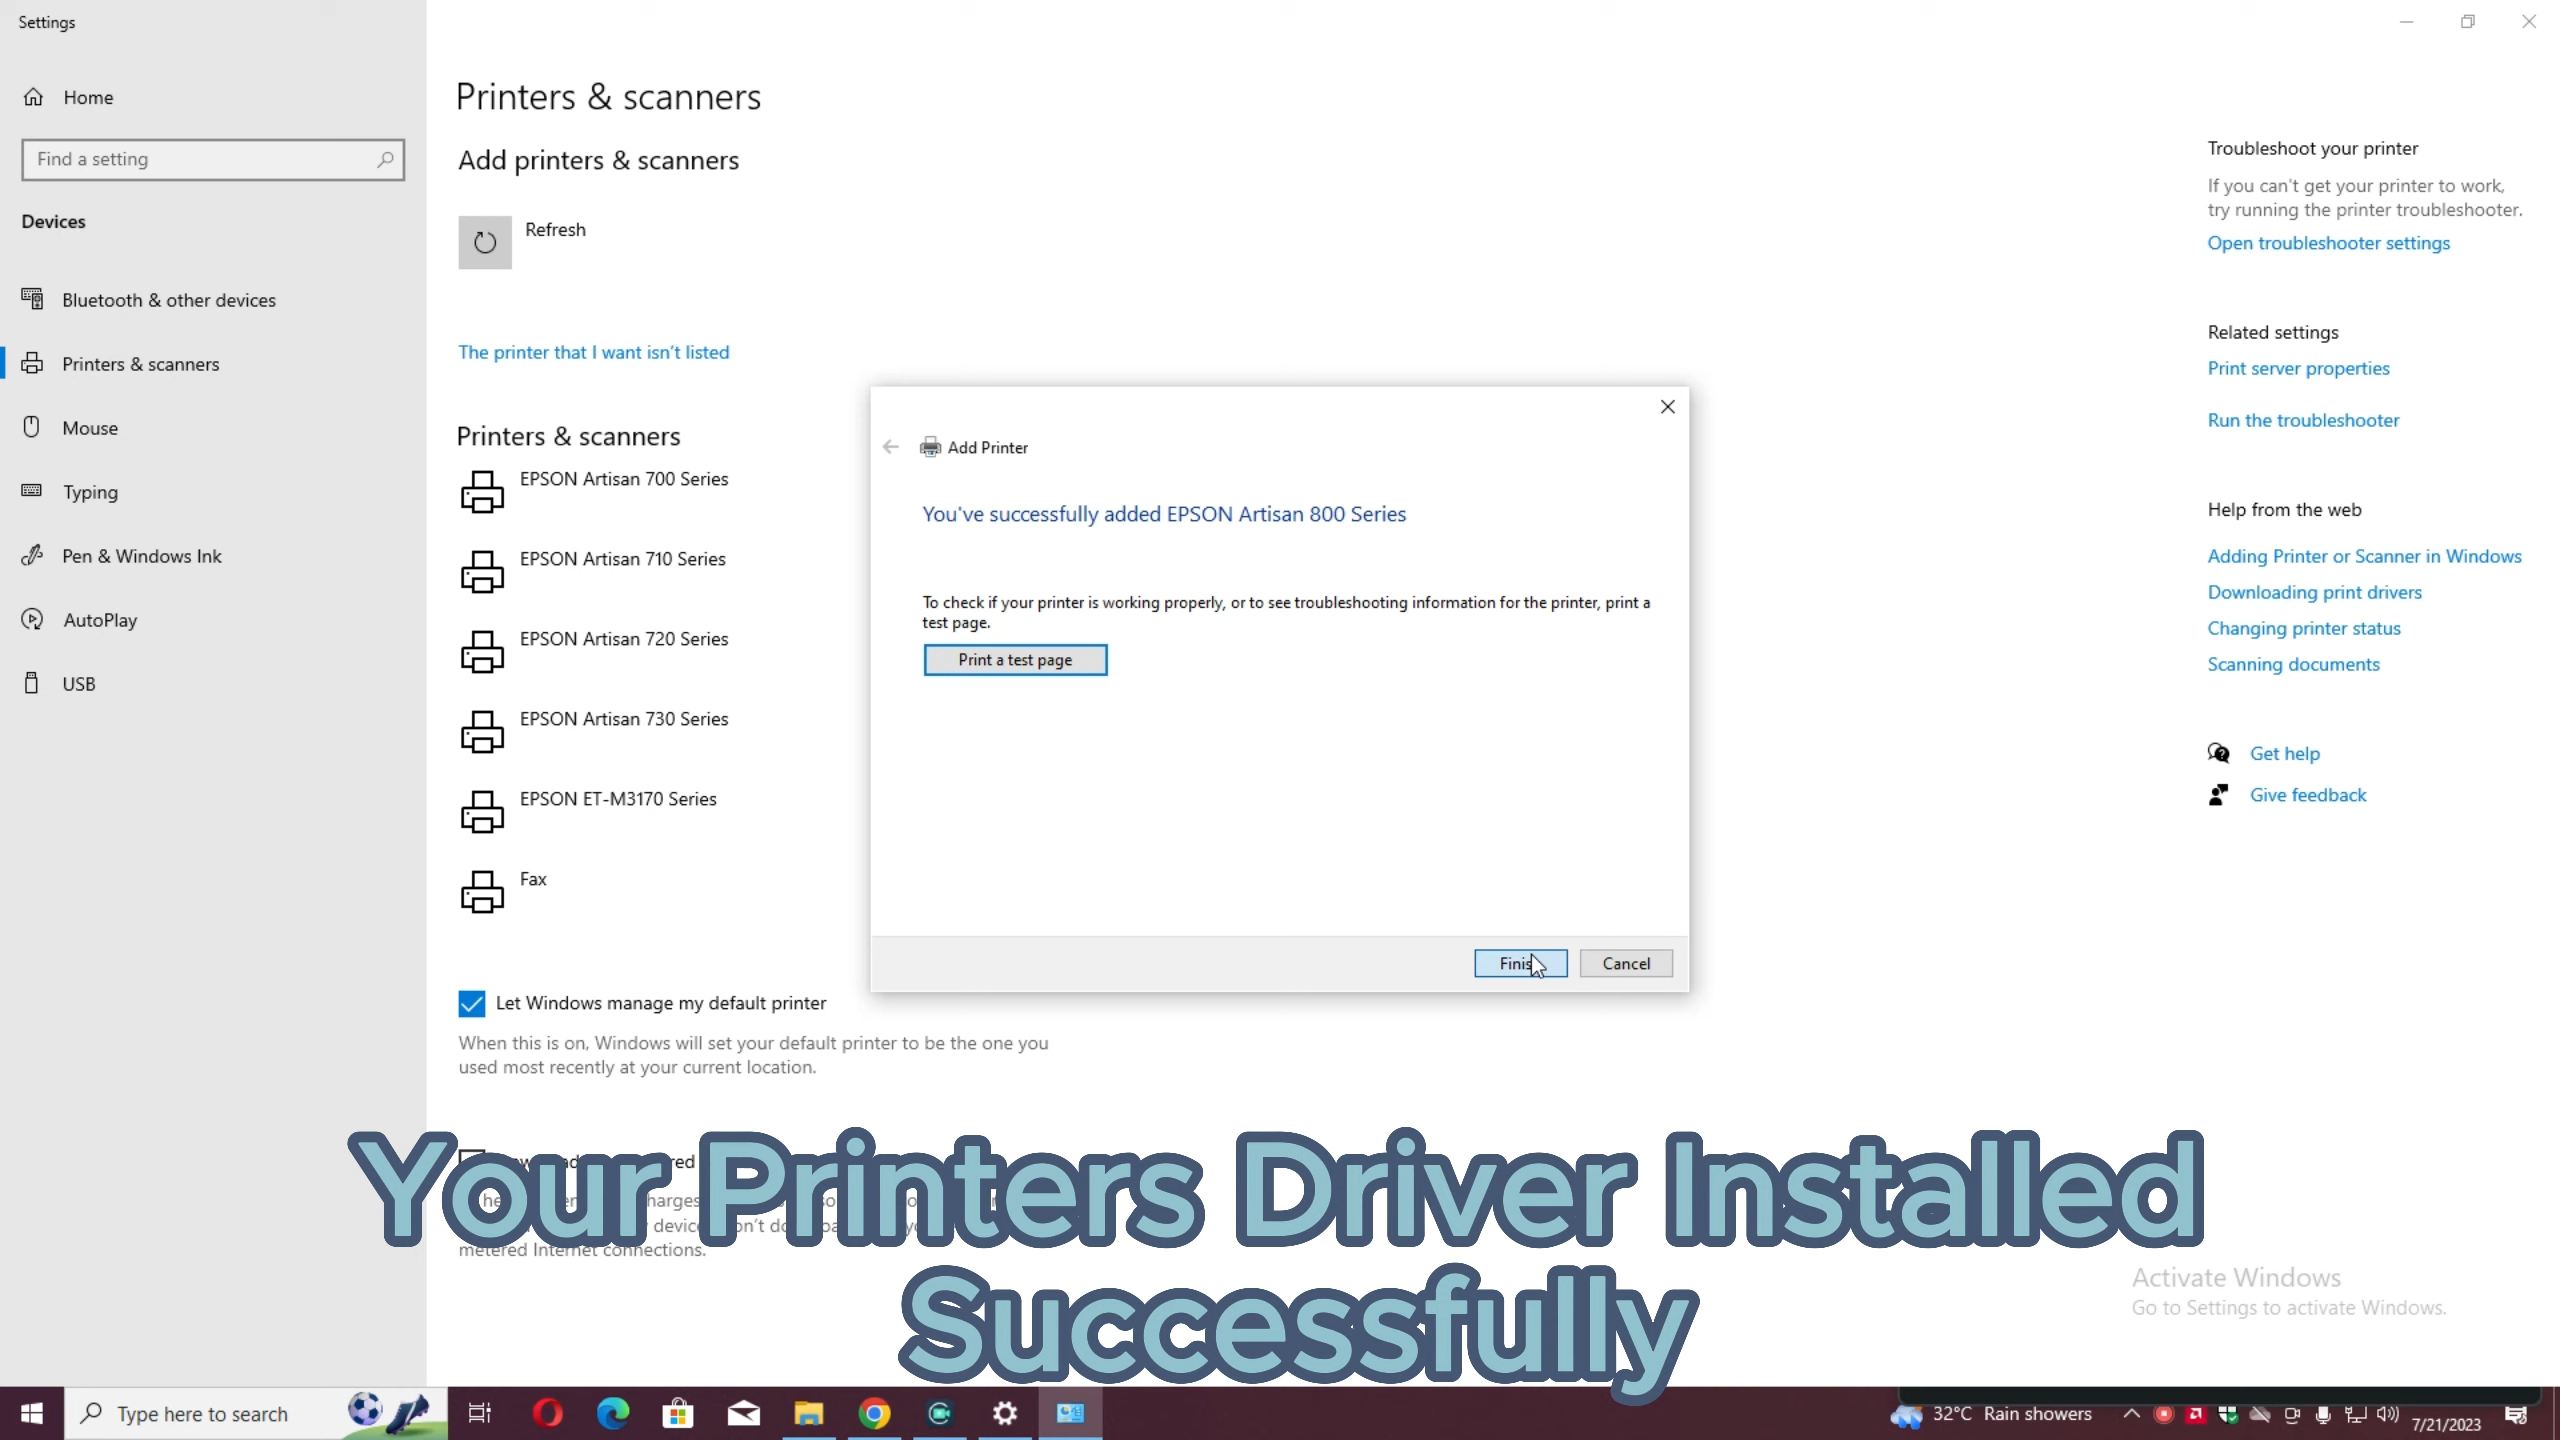 Settings
Home
Find a setting
Devices
Bluetooth & other devices
Printers & scanners
Mouse
Typing
Pen & Windows Ink
AutoPlay
USB
Printers & scanners
Add printers & scanners
Refresh
The printer that I want isn't listed
Printers & scanners
EPSON Artisan 700 Series
EPSON Artisan 710 Series
EPSON Artisan 720 Series
EPSON Artisan 730 Series
EPSON ET-M3170 Series
Fax
Let Windows manage my default printer
When this is on, Windows will set your default printer to be the one you
used most recently at your current location.
metered Internet connections.
Add Printer
You've successfully added EPSON Artisan 800 Series
To check if your printer is working properly, or to see troubleshooting information for the printer, print a
test page.
Print a test page
Finis
Cancel
Troubleshoot your printer
If you can't get your printer to work,
try running the printer troubleshooter.
Open troubleshooter settings
Related settings
Print server properties
Run the troubleshooter
Help from the web
Adding Printer or Scanner in Windows
Downloading print drivers
Changing printer status
Scanning documents
Get help
Give feedback
Your Printers Driver Installed
Successfully
Activate Windows
Go to Settings to activate Windows.
Type here to search
32°C Rain showers
7/21/2023